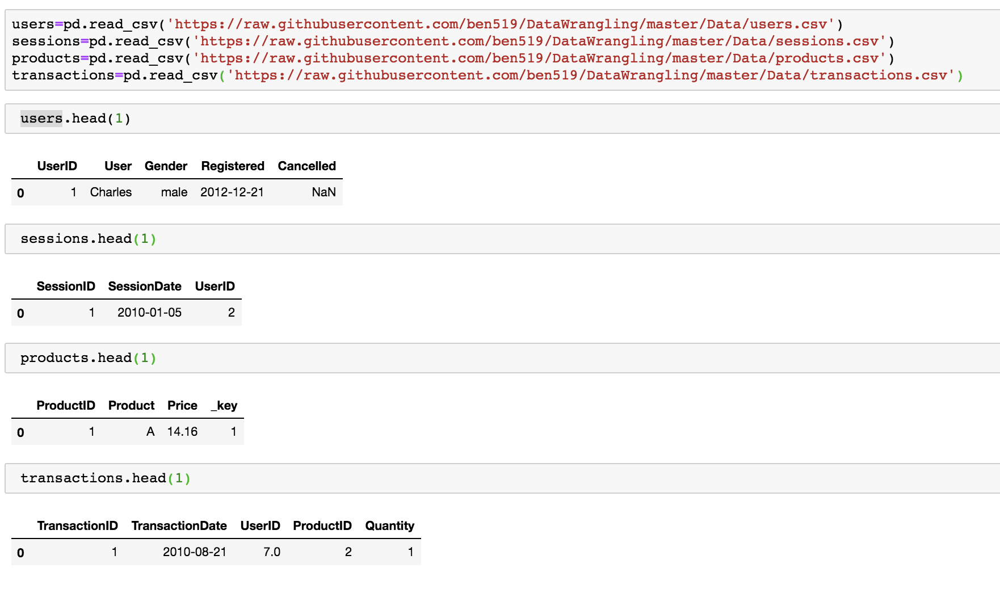 users=pd.read_csv('https://raw.githubusercontent.com/ben519/DataWrangling/master/Data/users.csv')
sessions=pd.read_csv('https://raw.githubusercontent.com/ben519/DataWrangling/master/Data/sessions.csv')
products=pd.read_csv('https://raw.githubusercontent.com/ben519/DataWrangling/master/Data/products.csv')
transactions=pd.read_csv('https://raw.githubusercontent.com/ben519/DataWrangling/master/Data/transactions.csv')
users.head(1)
UserID User Gender Registered Cancelled
0 1 Charles male 2012-12-21 NaN
sessions.head(1)
SessionID SessionDate UserID
0 1 2010-01-05 2
products.head(1)
ProductID Product Price _key
0 1 A 14.16 1
transactions.head(1)
TransactionID TransactionDate UserID ProductID Quantity
0 1 2010-08-21 7.0 2 1